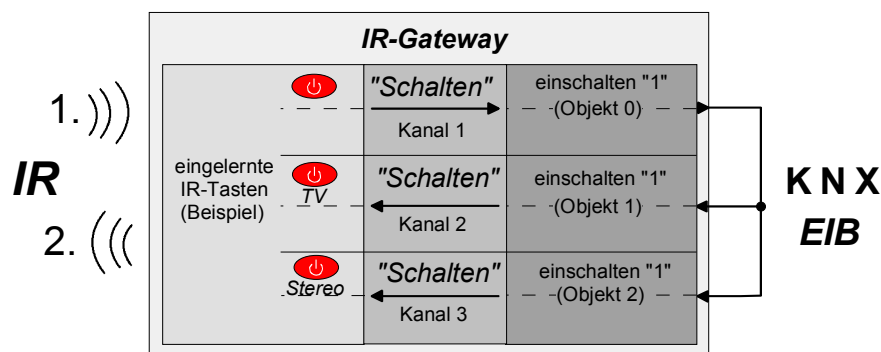 IR-Gateway
1.
"Schalten"
Kanal 1
einschalten "1"
(Objekt 0)
IR
eingelernte
IR-Tasten
(Beispiel)
TV
"Schalten"
Kanal 2
einschalten "1"
(Objekt 1)
KNX
EIB
2.
Stereo
"Schalten"
Kanal 3
einschalten "1"
(Objekt 2)